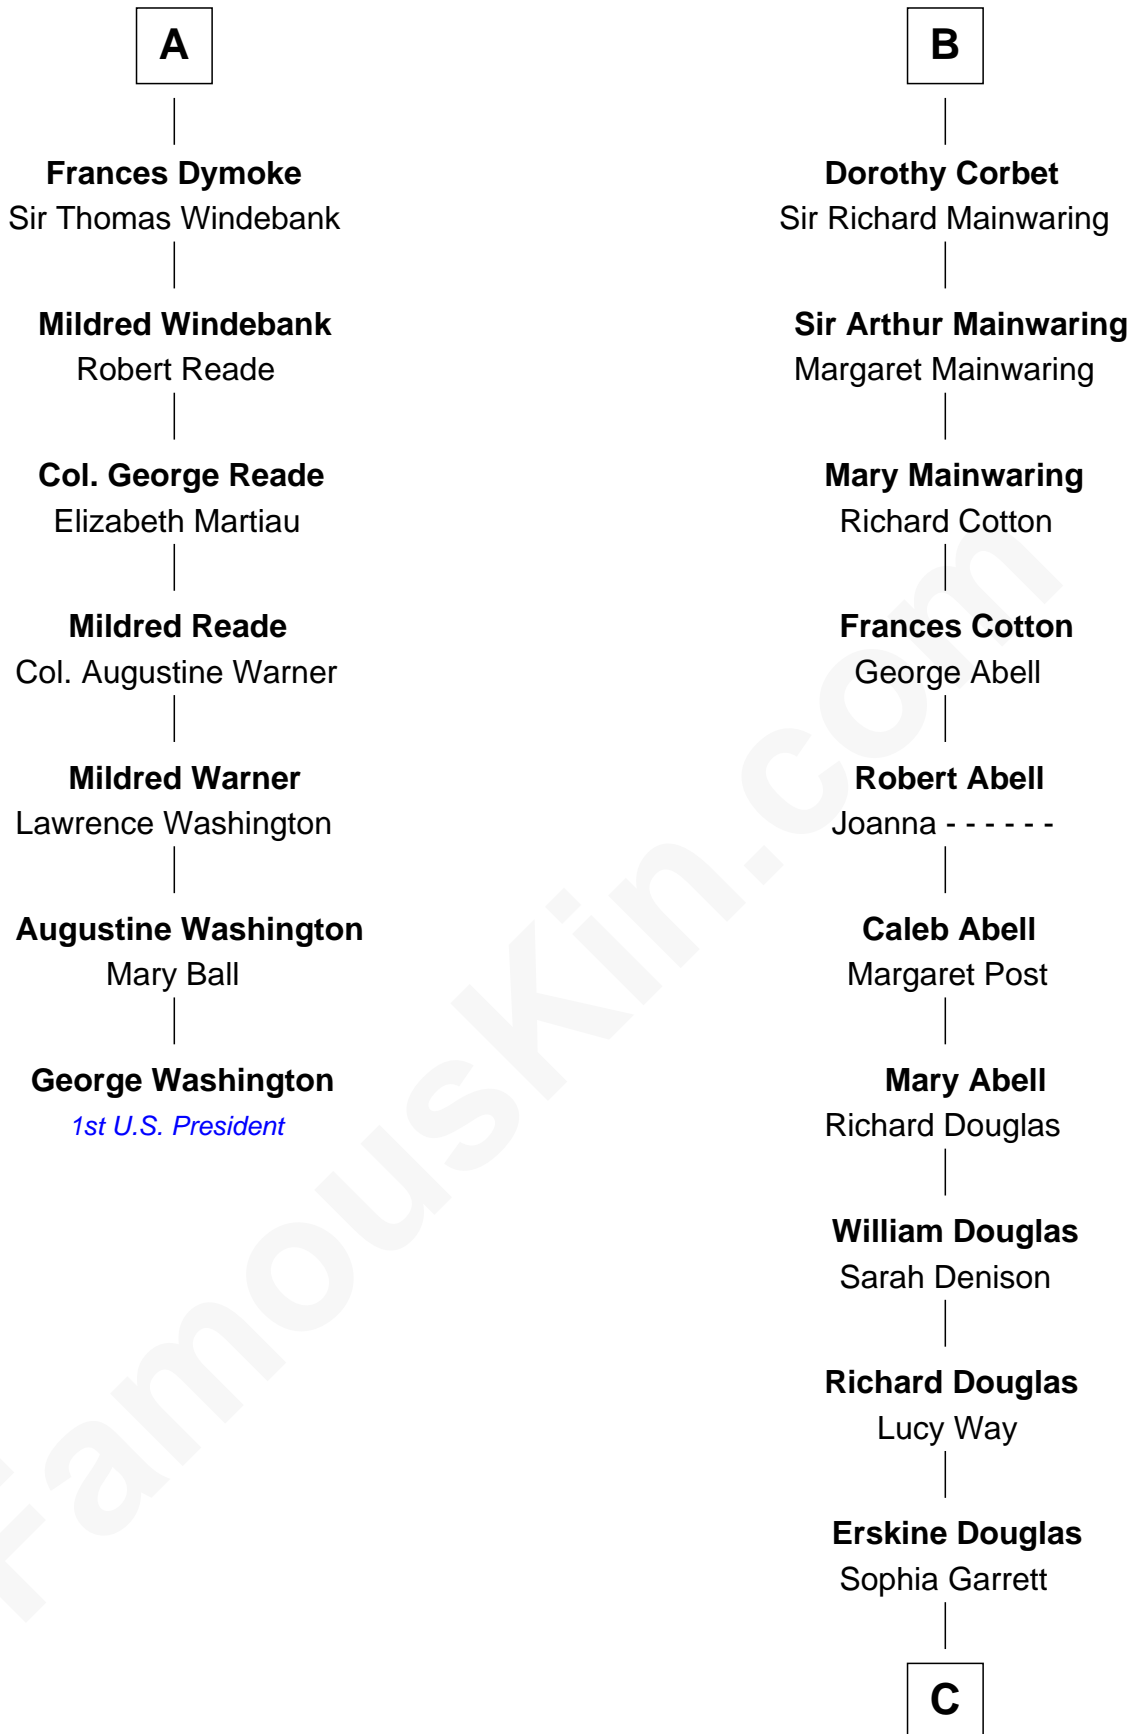 A
Frances Dymoke
Sir Thomas Windebank
Mildred Windebank
Robert Reade
Col. George Reade
Elizabeth Martiau
Mildred Reade
Col. Augustine Warner
Mildred Warner
Lawrence Washington
Augustine Washington
Mary Ball
George Washington
1st U.S. President
B
Dorothy Corbet
Sir Richard Mainwaring
Sir Arthur Mainwaring
Margaret Mainwaring
Mary Mainwaring
Richard Cotton
Frances Cotton
George Abell
Robert Abell
Joanna - - - - - -
Caleb Abell
Margaret Post
Mary Abell
Richard Douglas
William Douglas
Sarah Denison
Richard Douglas
Lucy Way
Erskine Douglas
Sophia Garrett
C
FamousKin.com